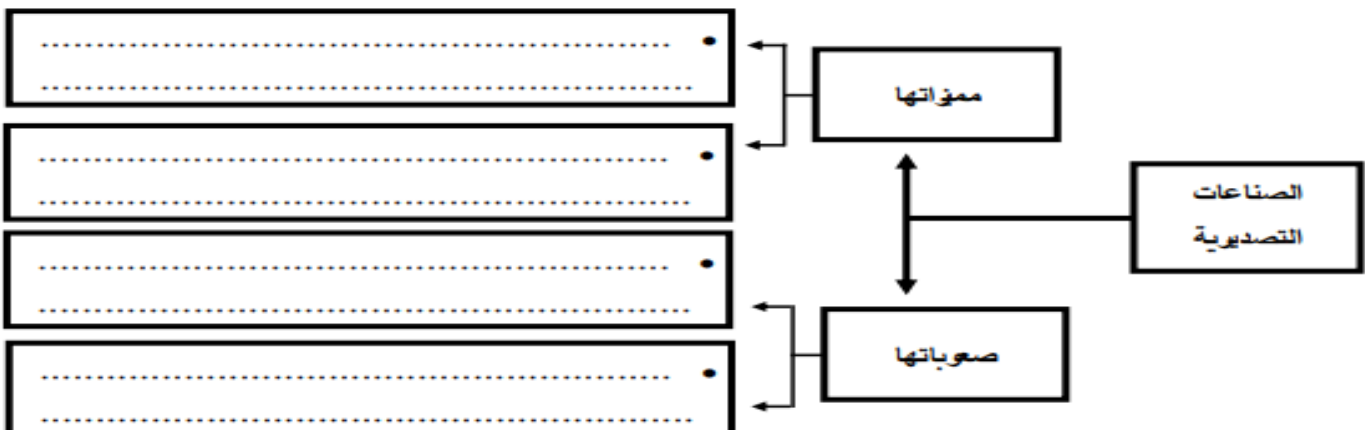 الصناعات
التصديرية
مميزاتها
•
•
صعوباتها
•
•